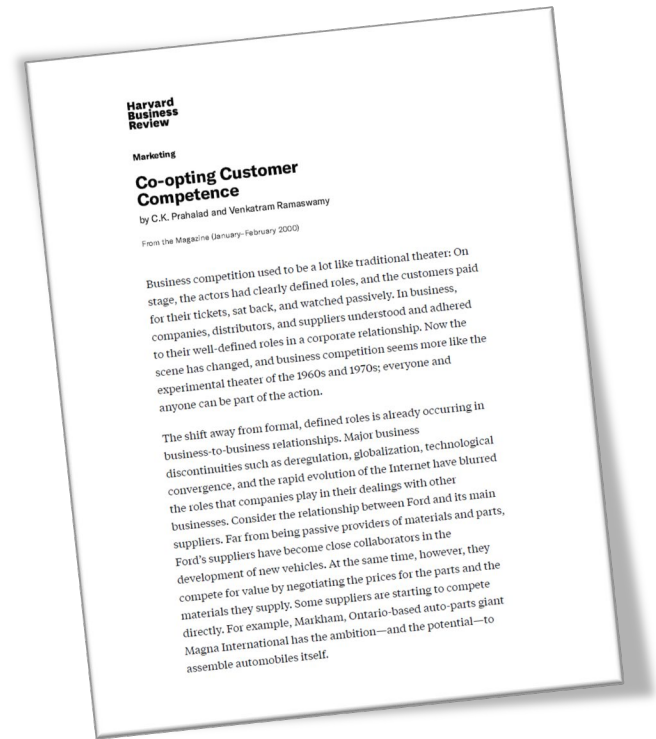 Harvard
Business
Review
Marketing
Co-opting Customer
Competence
by C.K. Prahalad and Venkatram Ramaswamy
From the Magazine (January–February 2000)
Business competition used to be a lot like traditional theater: On
stage, the actors had clearly defined roles, and the customers paid
for their tickets, sat back, and watched passively. In business,
companies, distributors, and suppliers understood and adhered
to their well-defined roles in a corporate relationship. Now the
scene has changed, and business competition seems more like the
experimental theater of the 1960s and 1970s; everyone and
anyone can be part of the action.
The shift away from formal, defined roles is already occurring in
business-to-business relationships. Major business
discontinuities such as deregulation, globalization, technological
convergence, and the rapid evolution of the Internet have blurred
the roles that companies play in their dealings with other
businesses. Consider the relationship between Ford and its main
suppliers. Far from being passive providers of materials and parts,
Ford’s suppliers have become close collaborators in the
development of new vehicles. At the same time, however, they
compete for value by negotiating the prices for the parts and the
materials they supply. Some suppliers are starting to compete
directly. For example, Markham, Ontario-based auto-parts giant
Magna International has the ambition—and the potential—to
assemble automobiles itself.